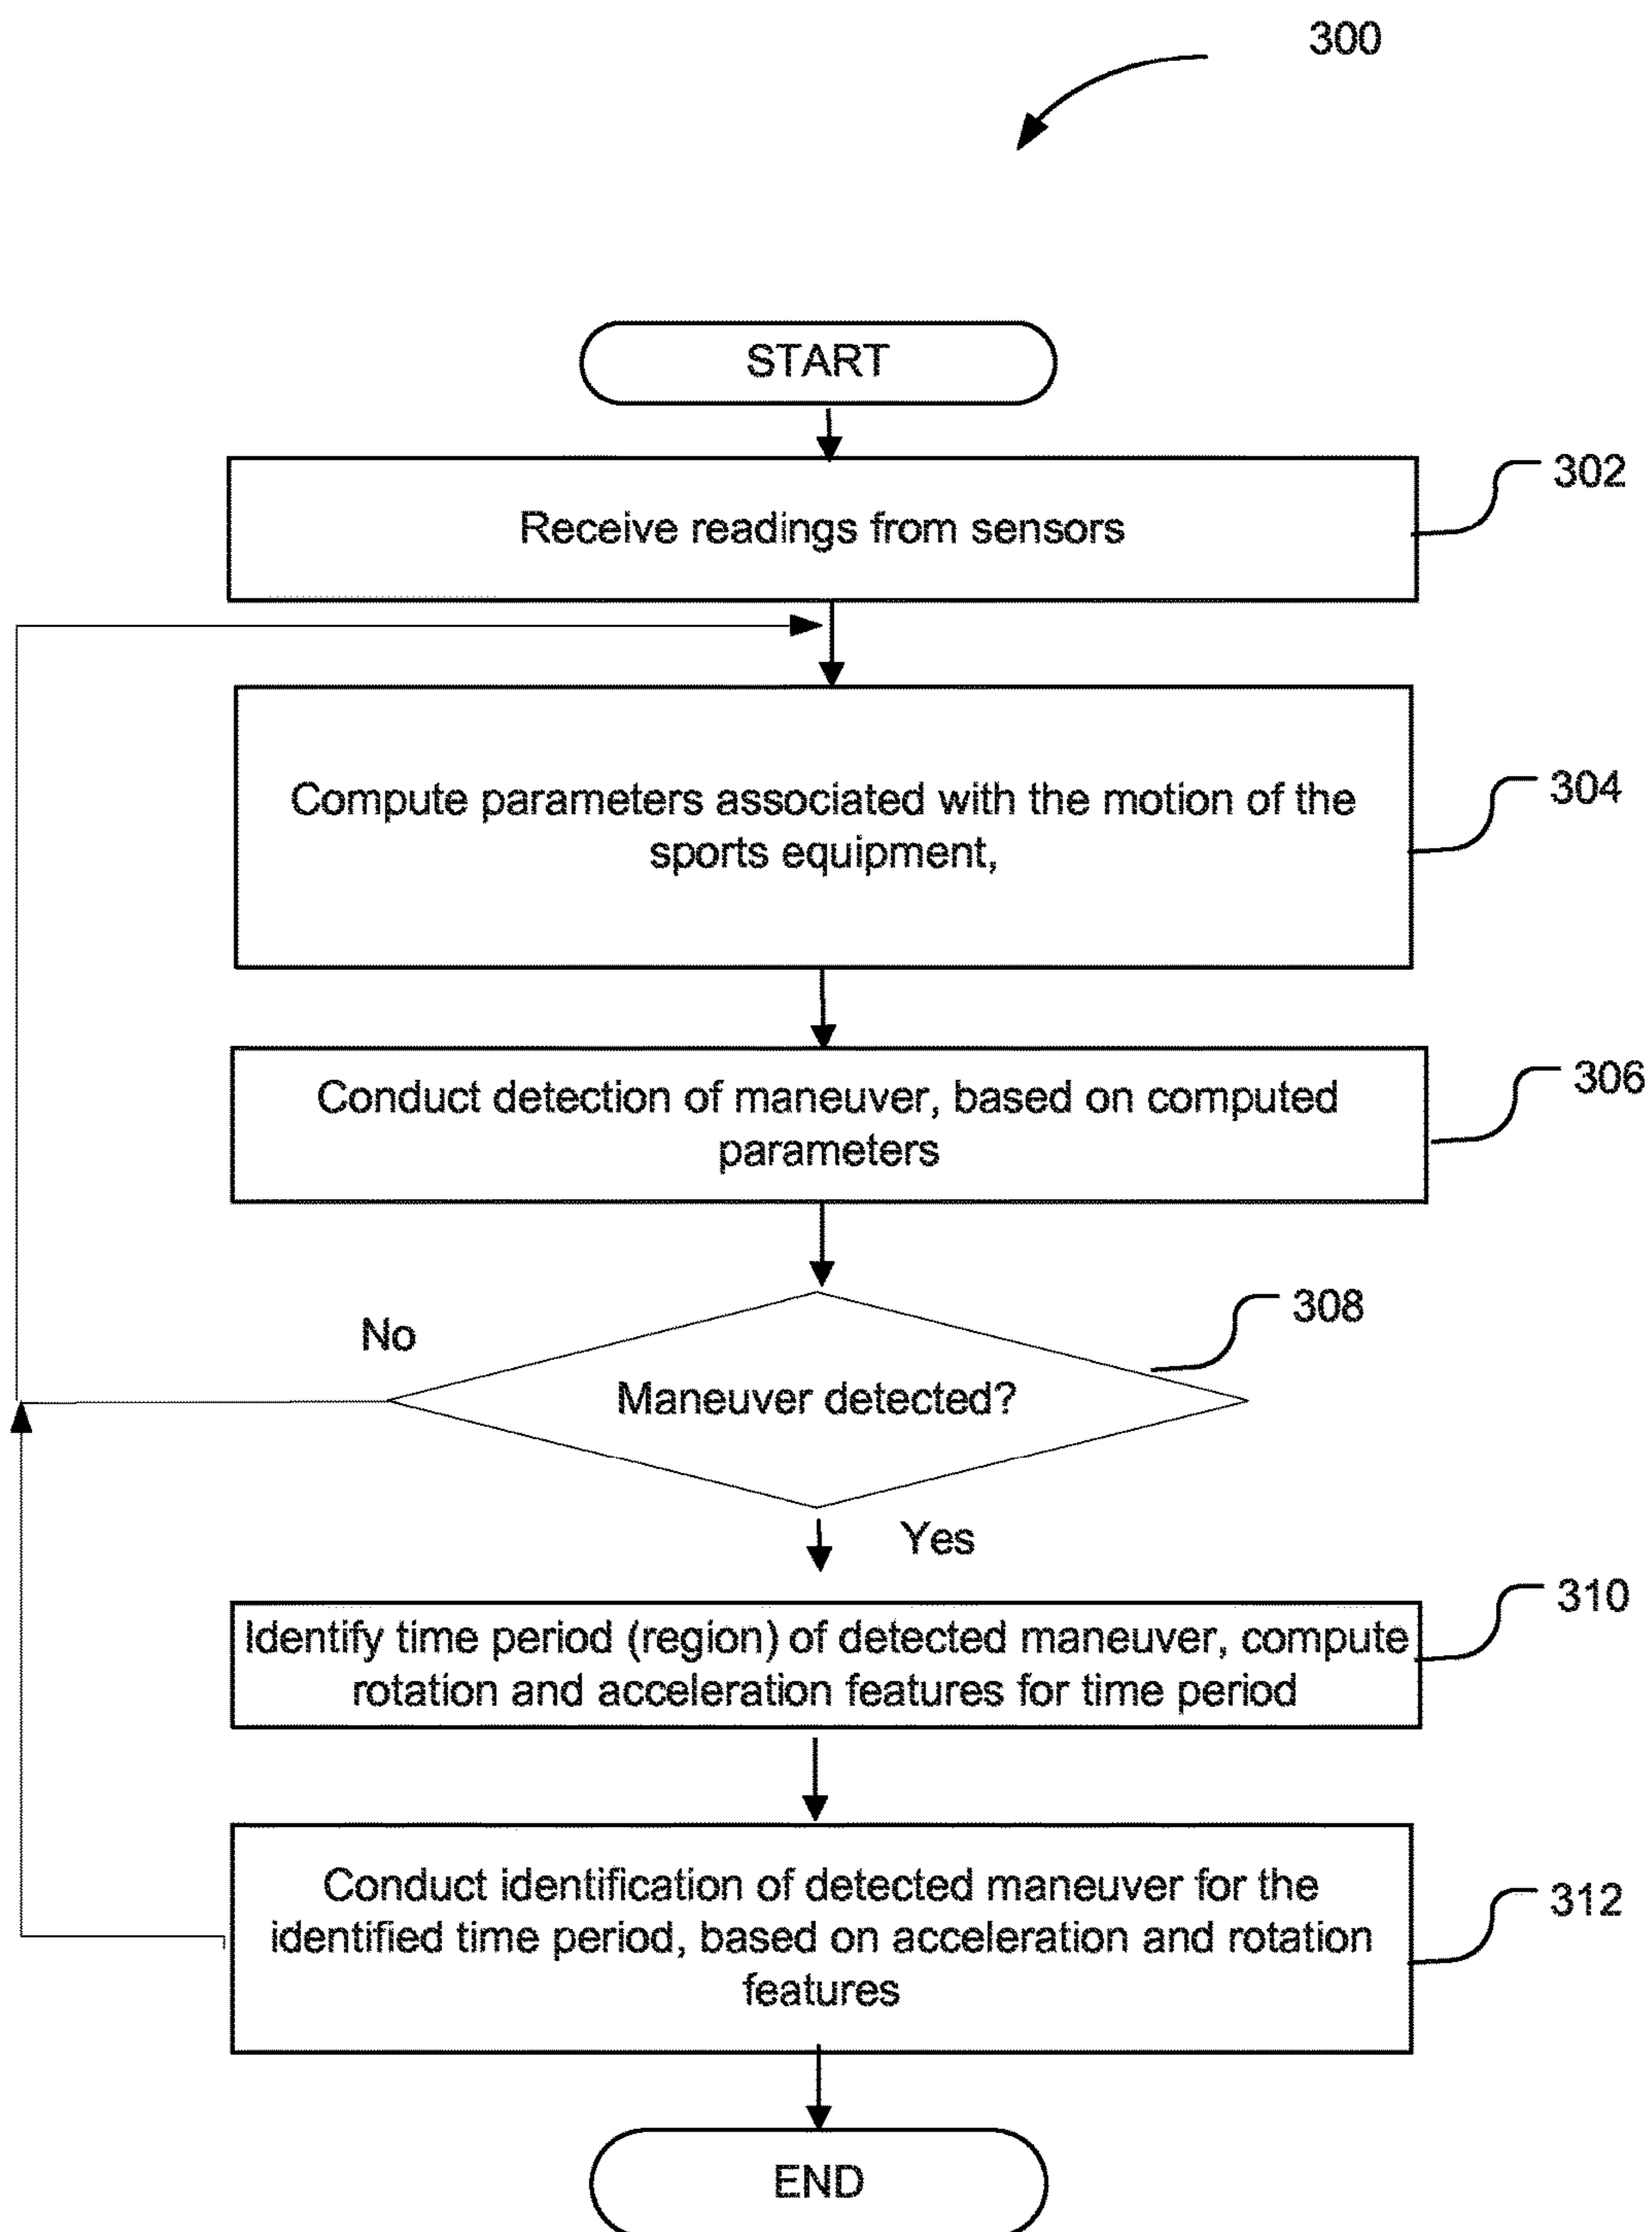 300
START
Receive readings from sensors
302
Compute parameters associated with the motion of the
sports equipment,
304
Conduct detection of maneuver, based on computed
parameters
306
No
Maneuver detected?
308
Yes
Identify time period (region) of detected maneuver, compute
rotation and acceleration features for time period
310
Conduct identification of detected maneuver for the
identified time period, based on acceleration and rotation
features
312
END